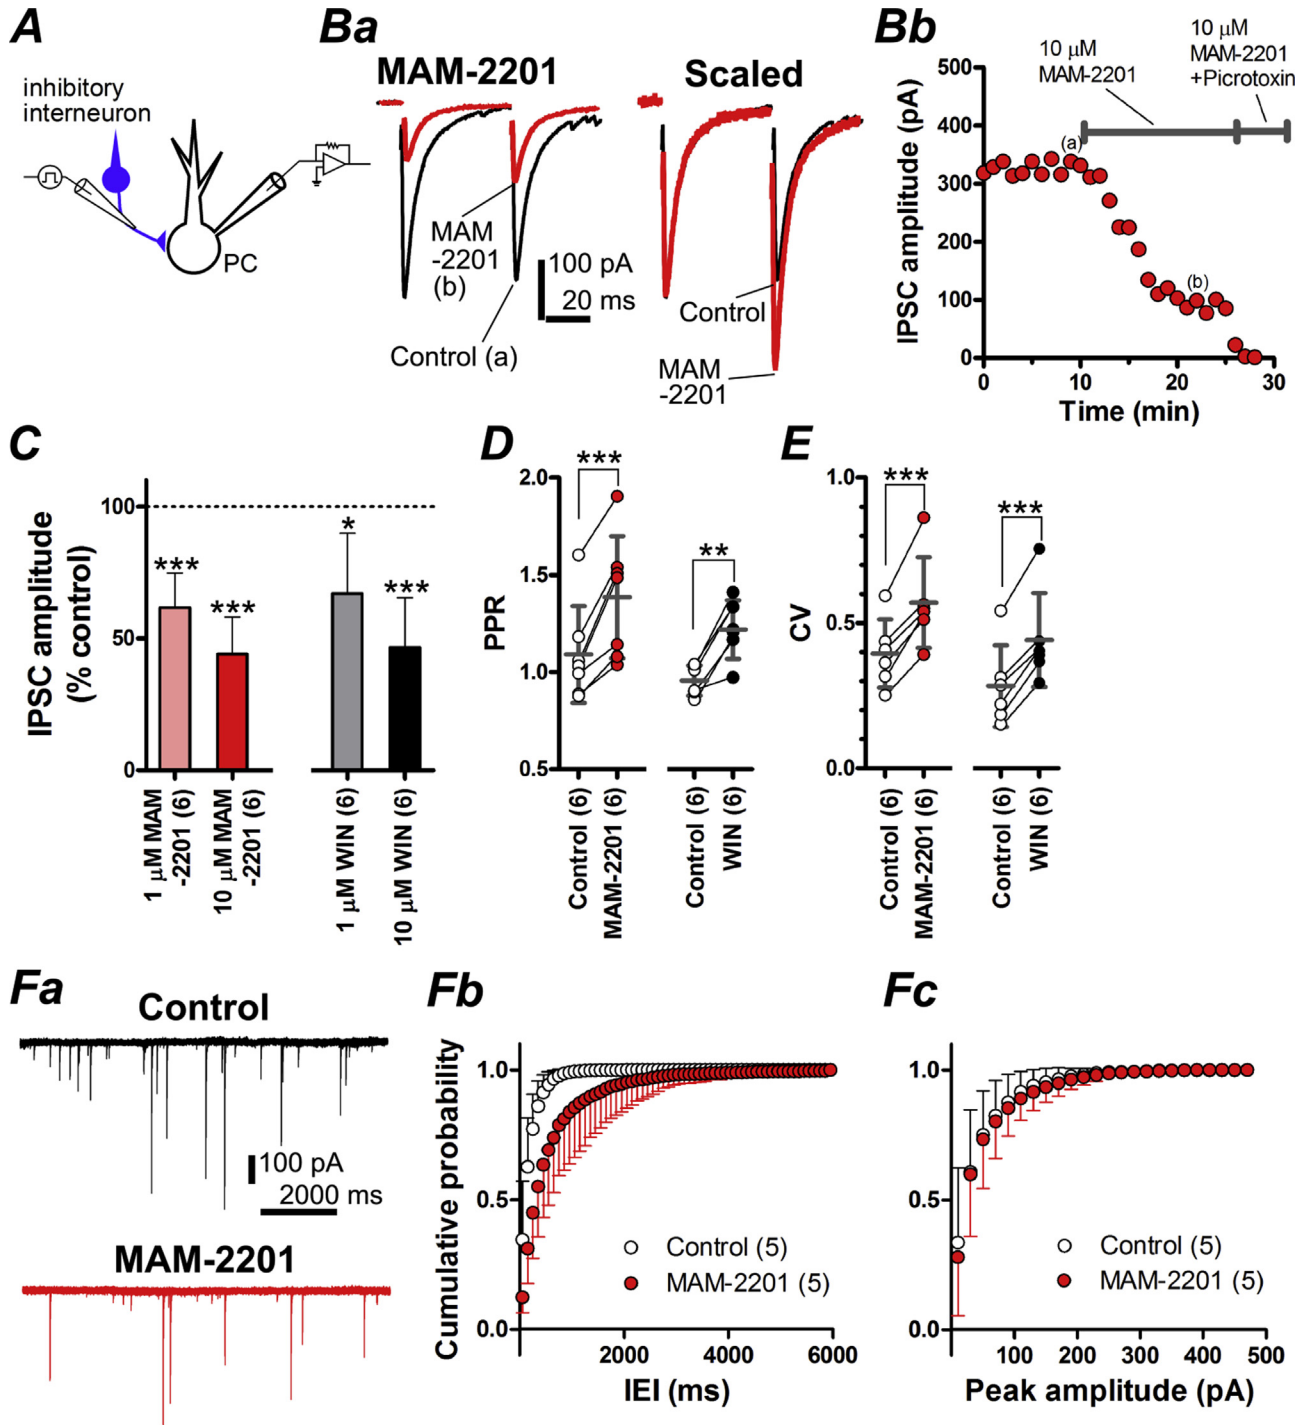 A
inhibitory
interneuron
PC
Ba
MAM-2201
Scaled
MAM
-2201
(b)
100 pA
20 ms
Control (a)
Control
MAM
-2201
Bb
10 μM
MAM-2201
10 μM
MAM-2201
+Picrotoxin
IPSC amplitude (pA)
500
400
300
200
100
0
(a)
(b)
0
10
20
30
Time (min)
C
IPSC amplitude
(% control)
100
50
0
***
***
*
***
1 μM MAM
-2201 (6)
10 μM MAM
-2201 (6)
1 μM WIN (6)
10 μM WIN (6)
D
PPR
2.0
1.5
1.0
0.5
***
**
Control (6)
MAM-2201 (6)
Control (6)
WIN (6)
E
CV
1.0
0.5
0.0
***
***
Control (6)
MAM-2201 (6)
Control (6)
WIN (6)
Fa
Control
100 pA
2000 ms
MAM-2201
Fb
Cumulative probability
1.0
0.5
0.0
Control (5)
MAM-2201 (5)
2000
4000
6000
IEI (ms)
Fc
1.0
0.5
0.0
Control (5)
MAM-2201 (5)
100
200
300
400
500
Peak amplitude (pA)